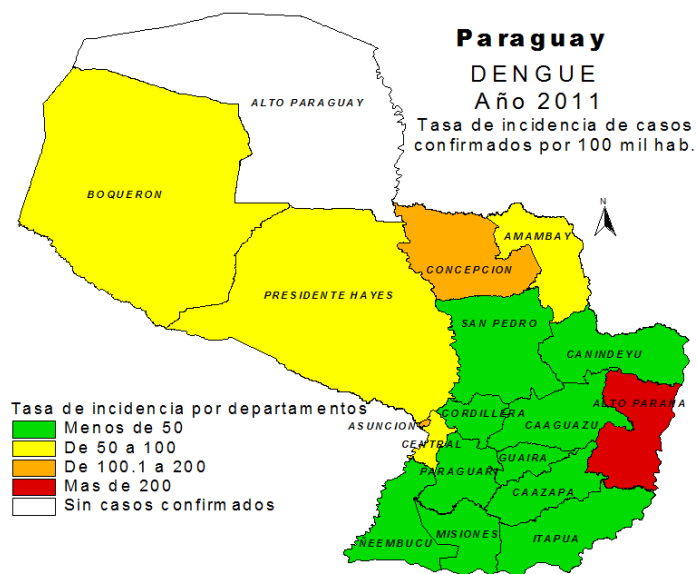 Paraguay
DENGUE
Año 2011
Tasa de incidencia de casos
confirmados por 100 mil hab.
N
ALTO PARAGUAY
BOQUERON
AMAMBAY
CONCEPCION
PRESIDENTE HAYES
SAN PEDRO
CANINDEYU
ALTO PARANA
CORDILLERA
ASUNCION
CAAGUAZU
CENTRAL
GUAIRA
PARAGUARI
CAAZAPA
MISIONES
ITAPUA
ÑEEMBUCU
Tasa de incidencia por departamentos
Menos de 50
De 50 a 100
De 100.1 a 200
Mas de 200
Sin casos confirmados